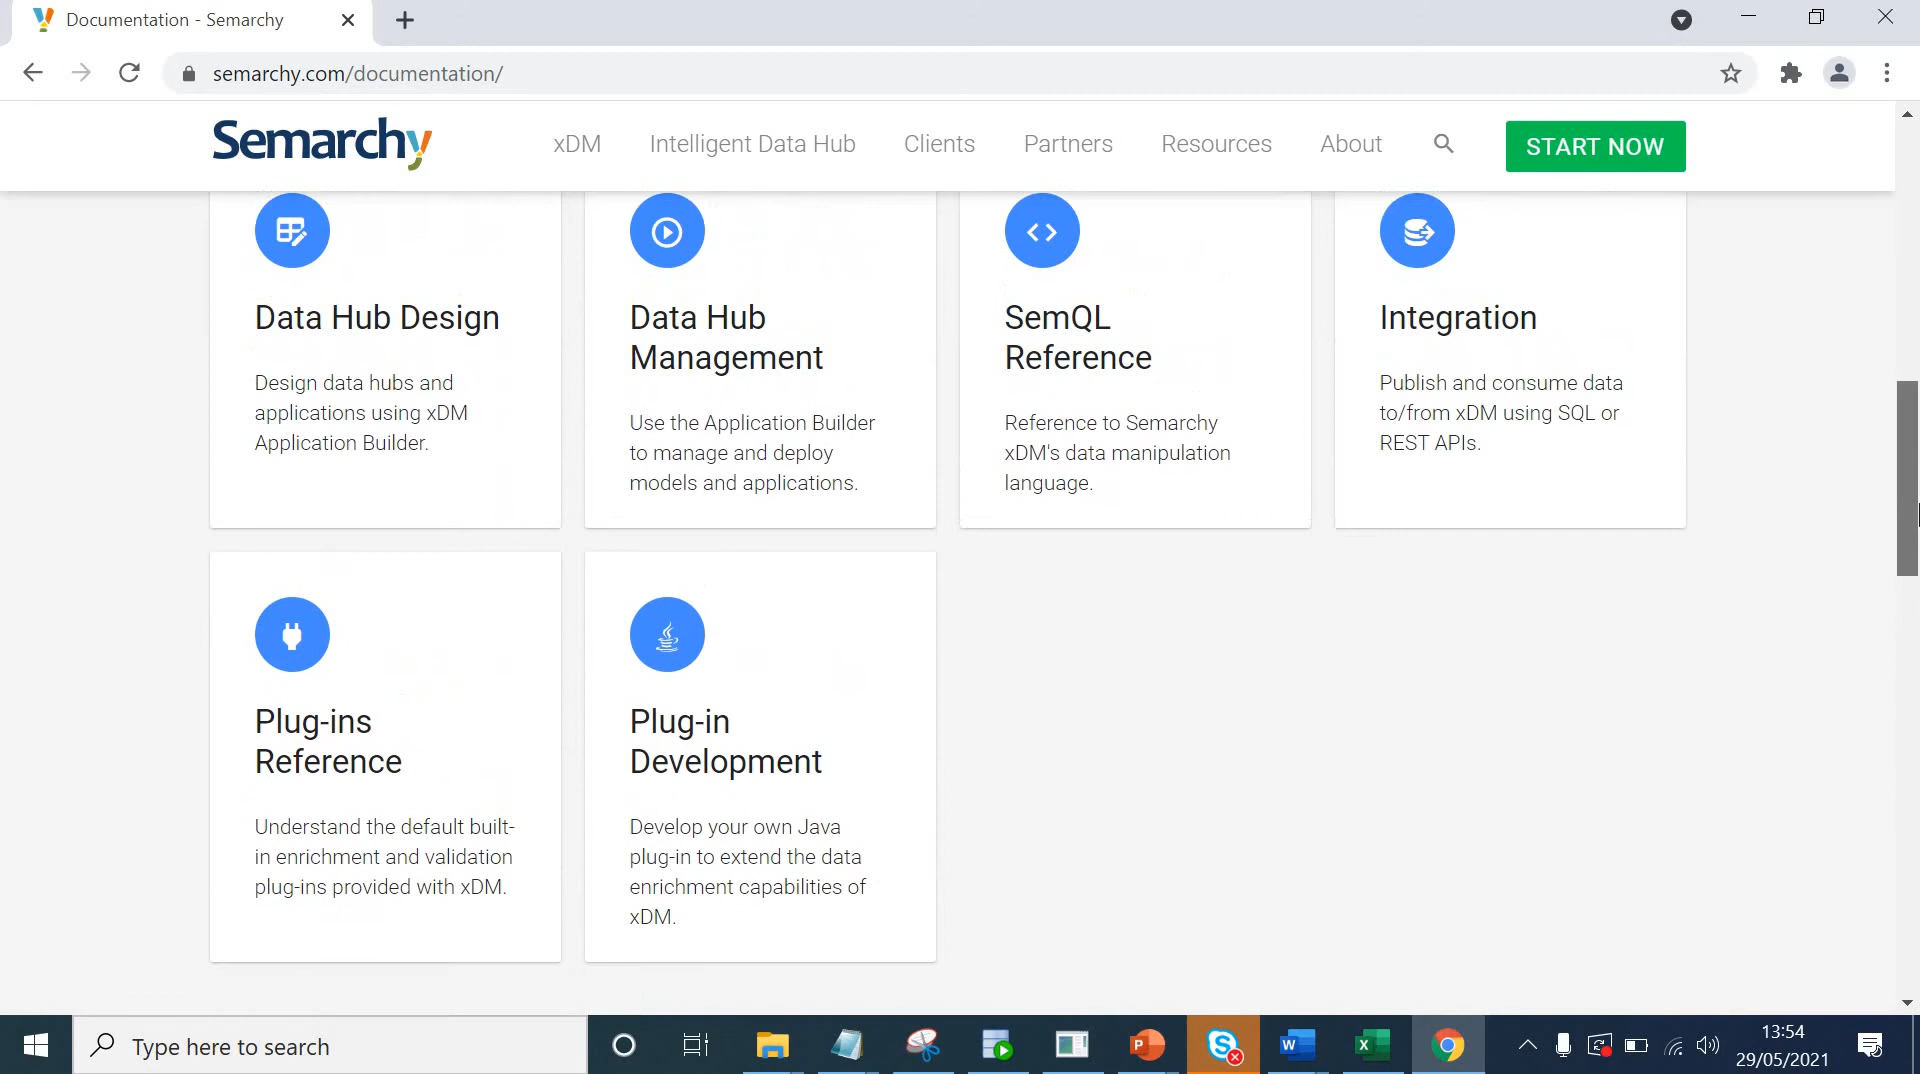 Documentation - Semarchy
semarchy.com/documentation/
Semarchy
xDM
Intelligent Data Hub
Clients
Partners
Resources
About
START NOW
Data Hub Design
Design data hubs and
applications using xDM
Application Builder.
Data Hub
Management
Use the Application Builder
to manage and deploy
models and applications.
SemQL
Reference
Reference to Semarchy
xDM's data manipulation
language.
Integration
Publish and consume data
to/from xDM using SQL or
REST APIs.
Plug-ins
Reference
Understand the default built-
in enrichment and validation
plug-ins provided with xDM.
Plug-in
Development
Develop your own Java
plug-in to extend the data
enrichment capabilities of
xDM.
Type here to search
P
S
W
X
13:54
29/05/2021